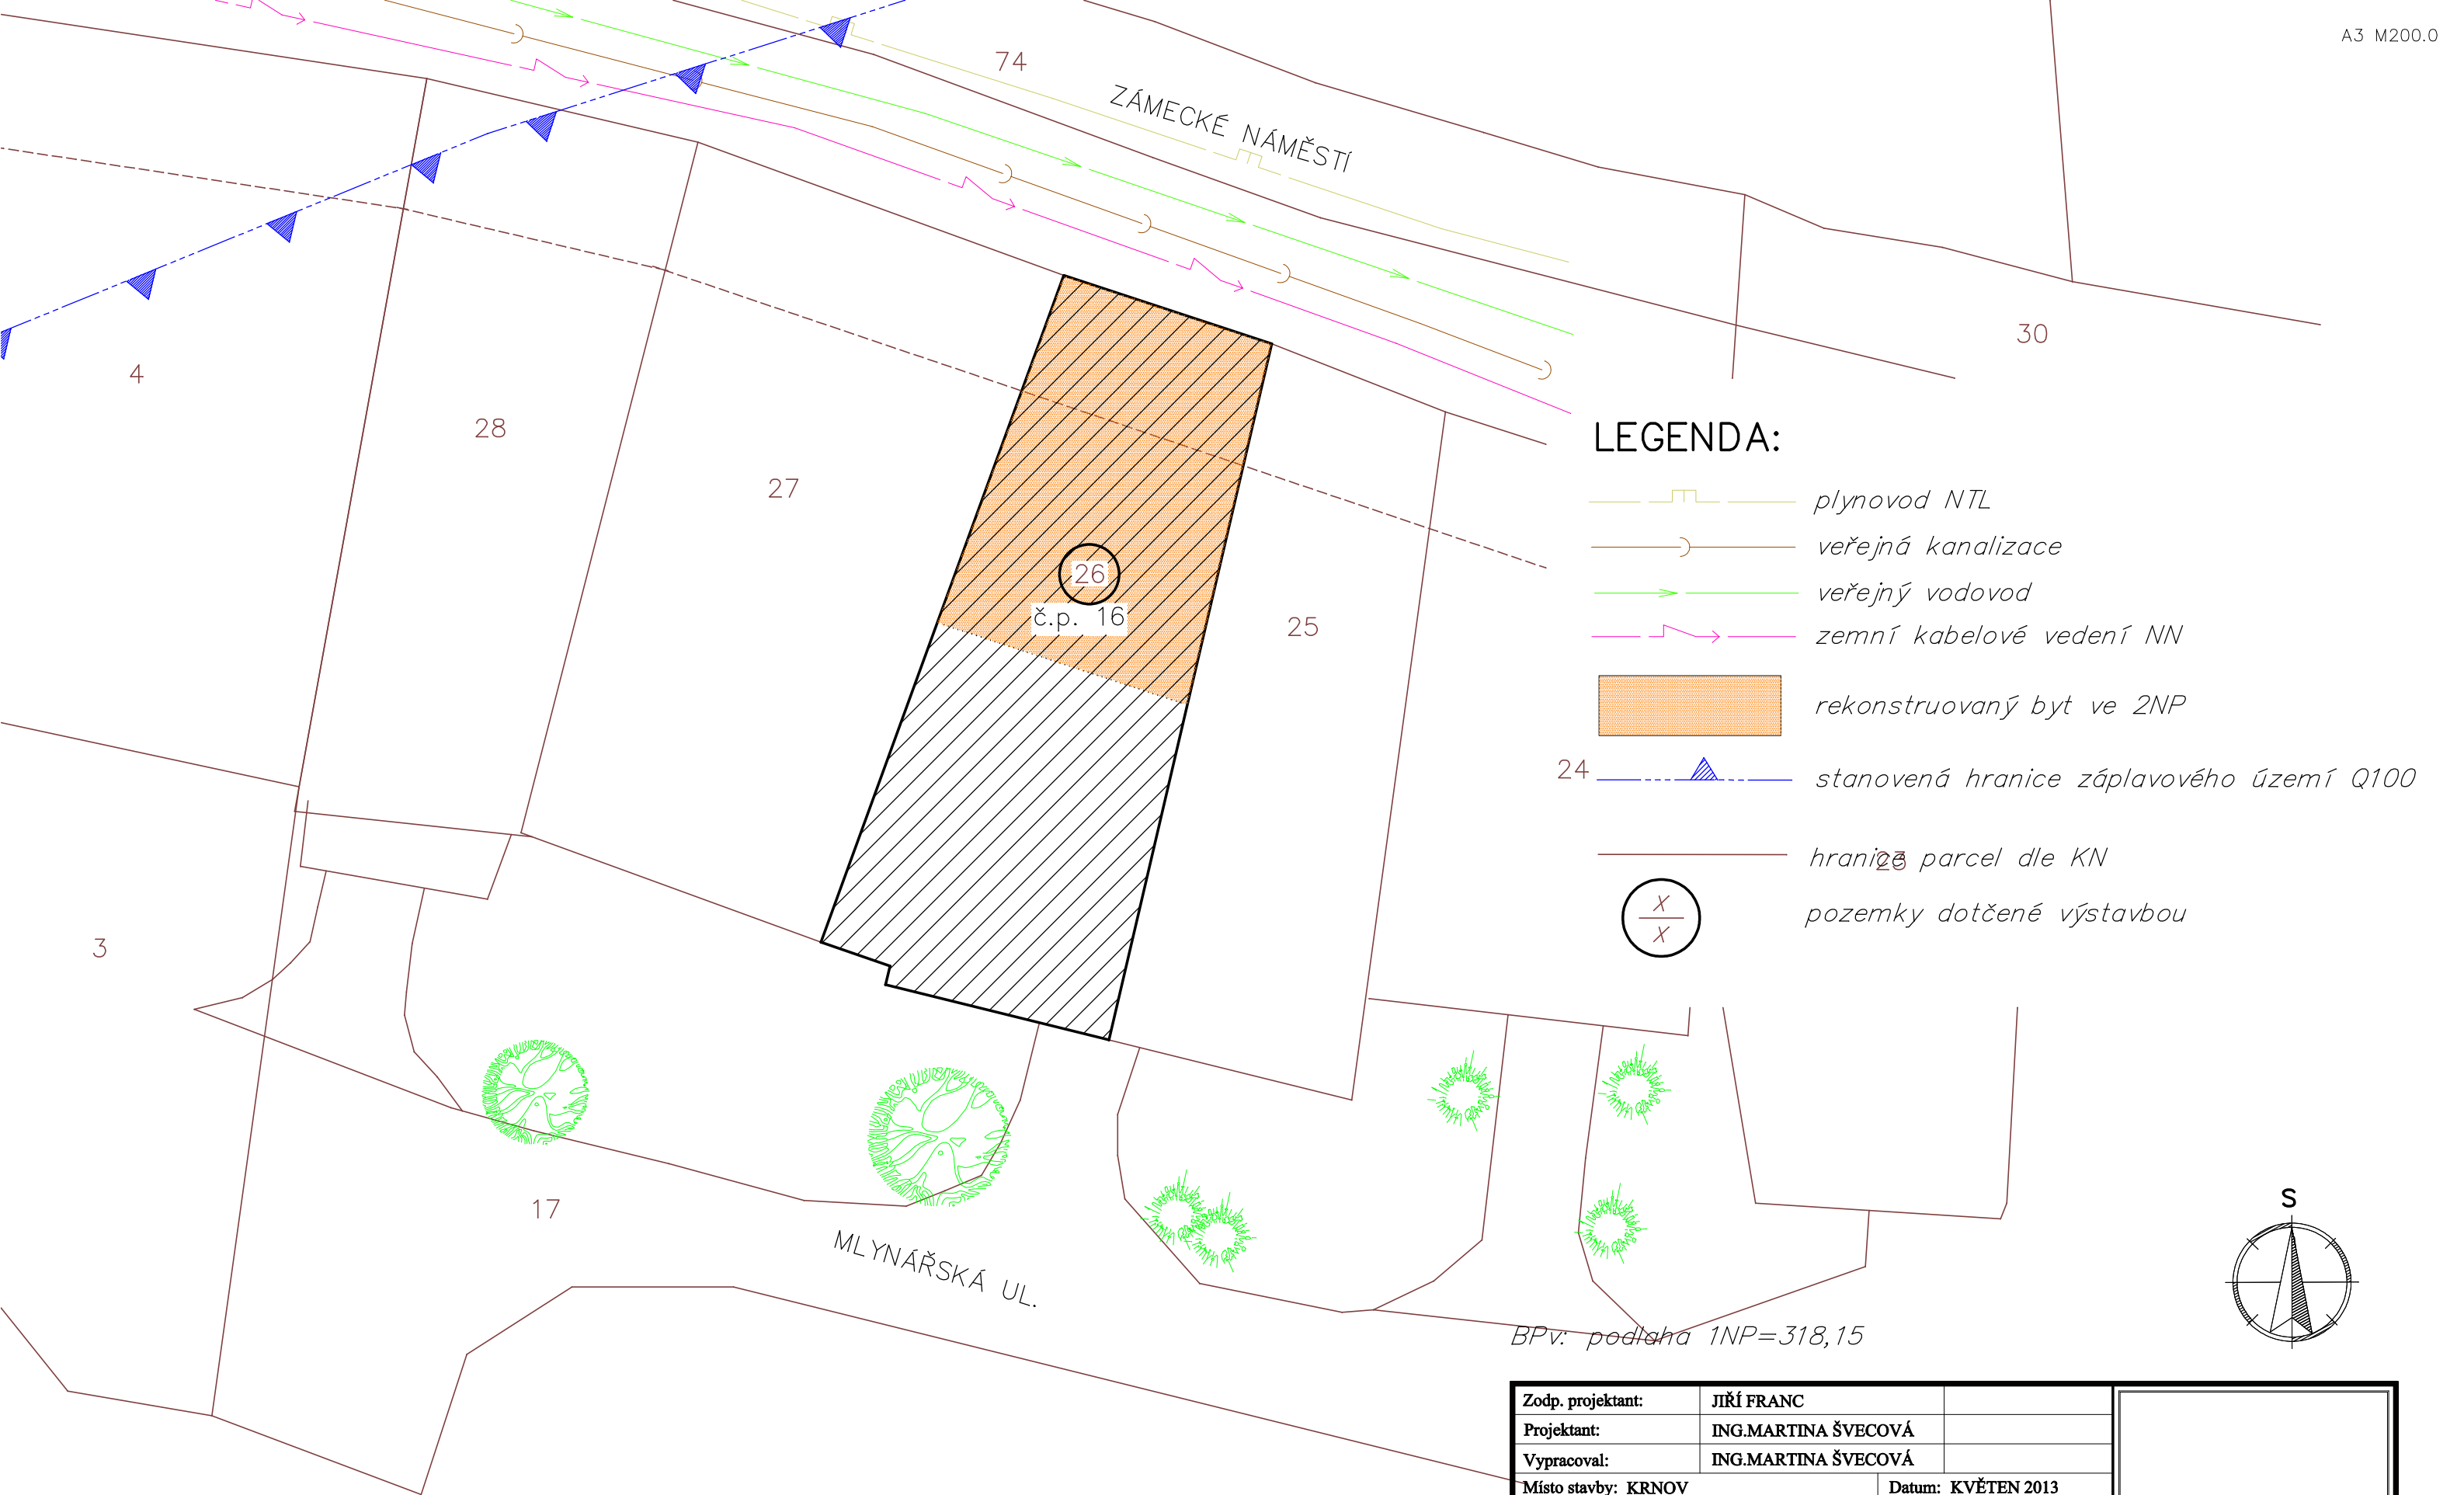 A3 M200.0
74
ZÁMECKÉ NÁMĚSTÍ
30
4
28
27
LEGENDA:
plynovod NTL
veřejná kanalizace
26
č.p. 16
25
veřejný vodovod
zemní kabelové vedení NN
rekonstruovaný byt ve 2NP
24
stanovená hranice záplavového území Q100
hranice parcel dle KN
23
X
X
pozemky dotčené výstavbou
3
17
MLYNÁŘSKÁ UL.
S
BPv: podlaha 1NP=318,15
Zodp. projektant: JIŘÍ FRANC
Projektant: ING.MARTINA ŠVECOVÁ
Vypracoval: ING.MARTINA ŠVECOVÁ
Místo stavby: KRNOV Datum: KVĚTEN 2013